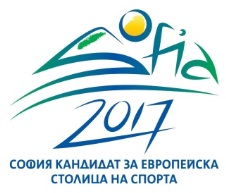 Sofia
2017
СОФИЯ КАНДИДАТ ЗА ЕВРОПЕЙСКА
СТОЛИЦА НА СПОРТА